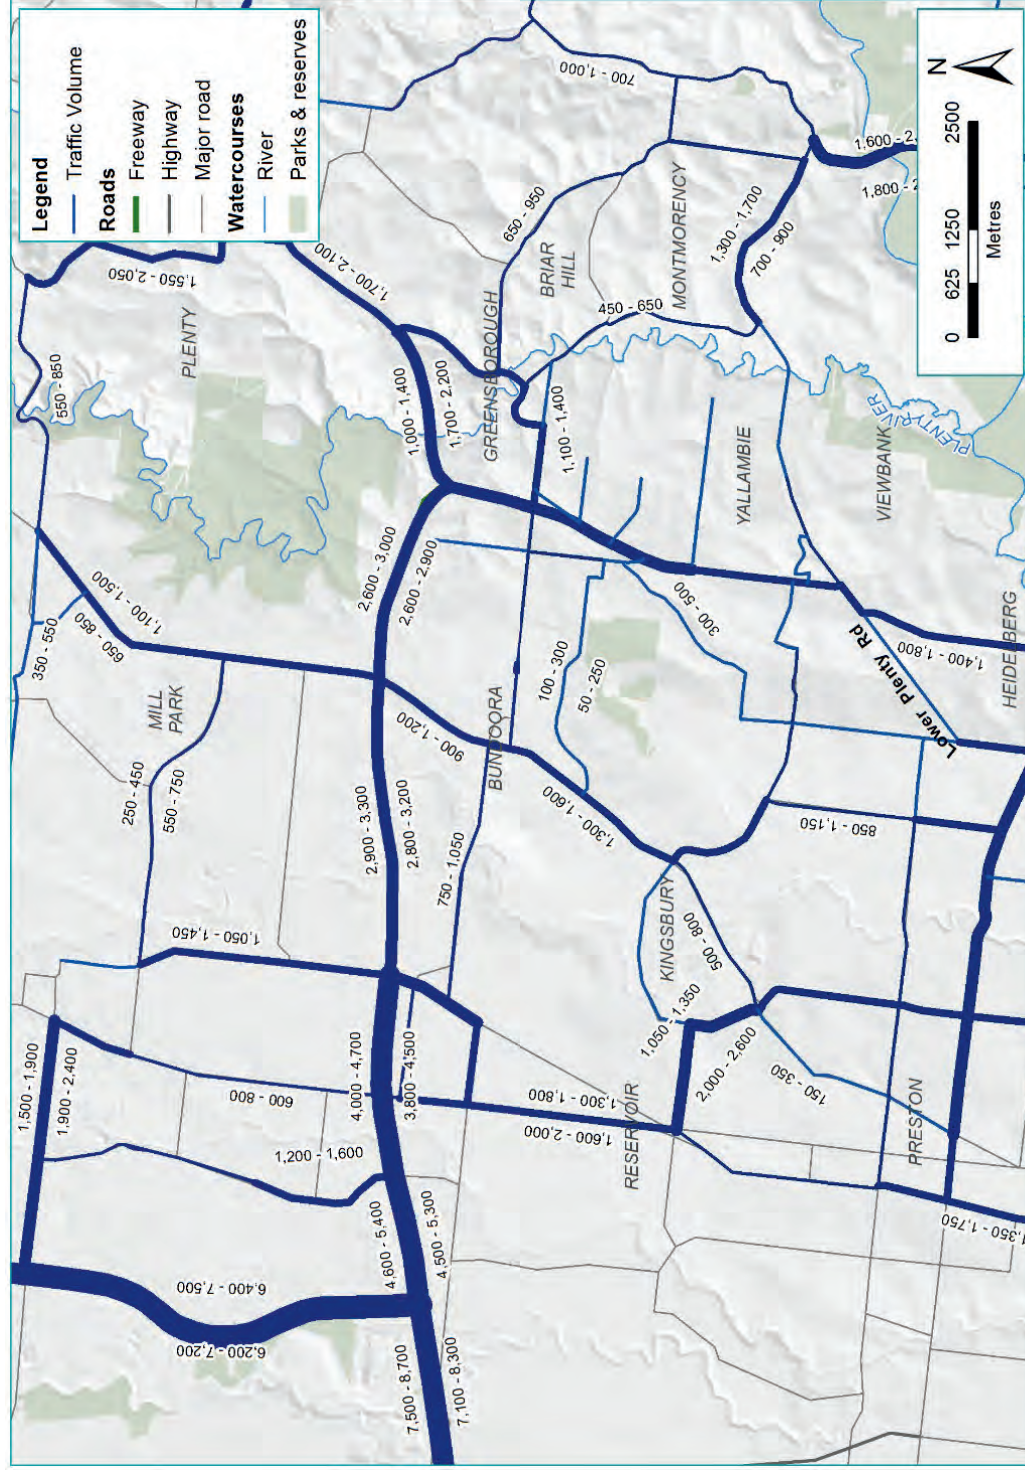 Legend
Traffic Volume
Roads
Freeway
Highway
Major road
Watercourses
River
Parks & reserves
N
0 625 1250 2500
Metres
1,500 - 1,900
1,900 - 2,400
250 - 450
550 - 750
MILL
PARK
350 - 550
650 - 850
1,100 - 1,500
550 - 850
PLENTY
1,550 - 2,050
1,700 - 2,100
6,400 - 7,500
6,200 - 7,200
1,200 - 1,600
600 - 800
1,050 - 1,450
7,500 - 8,700
7,100 - 8,300
4,600 - 5,400
4,500 - 5,300
4,000 - 4,700
3,800 - 4,500
2,900 - 3,300
2,800 - 3,200
2,600 - 3,000
2,600 - 2,900
1,000 - 1,400
1,700 - 2,200
GREENSBOROUGH
650 - 950
BRIAR
HILL
700 - 1,000
750 - 1,050
BUNDOORA
900 - 1,200
1,100 - 1,400
450 - 650
MONTMORENCY
1,300 - 1,700
700 - 900
1,600 - 2,
1,800 - 2
100 - 300
50 - 250
1,300 - 1,600
300 - 500
YALLAMBIE
VIEWBANK
PLENTY RIVER
1,300 - 1,800
1,600 - 2,000
RESERVOIR
1,050 - 1,350
2,000 - 2,600
KINGSBURY
500 - 800
150 - 350
850 - 1,150
Lower Plenty Rd
1,400 - 1,800
HEIDELBERG
PRESTON
1,350 - 1,750